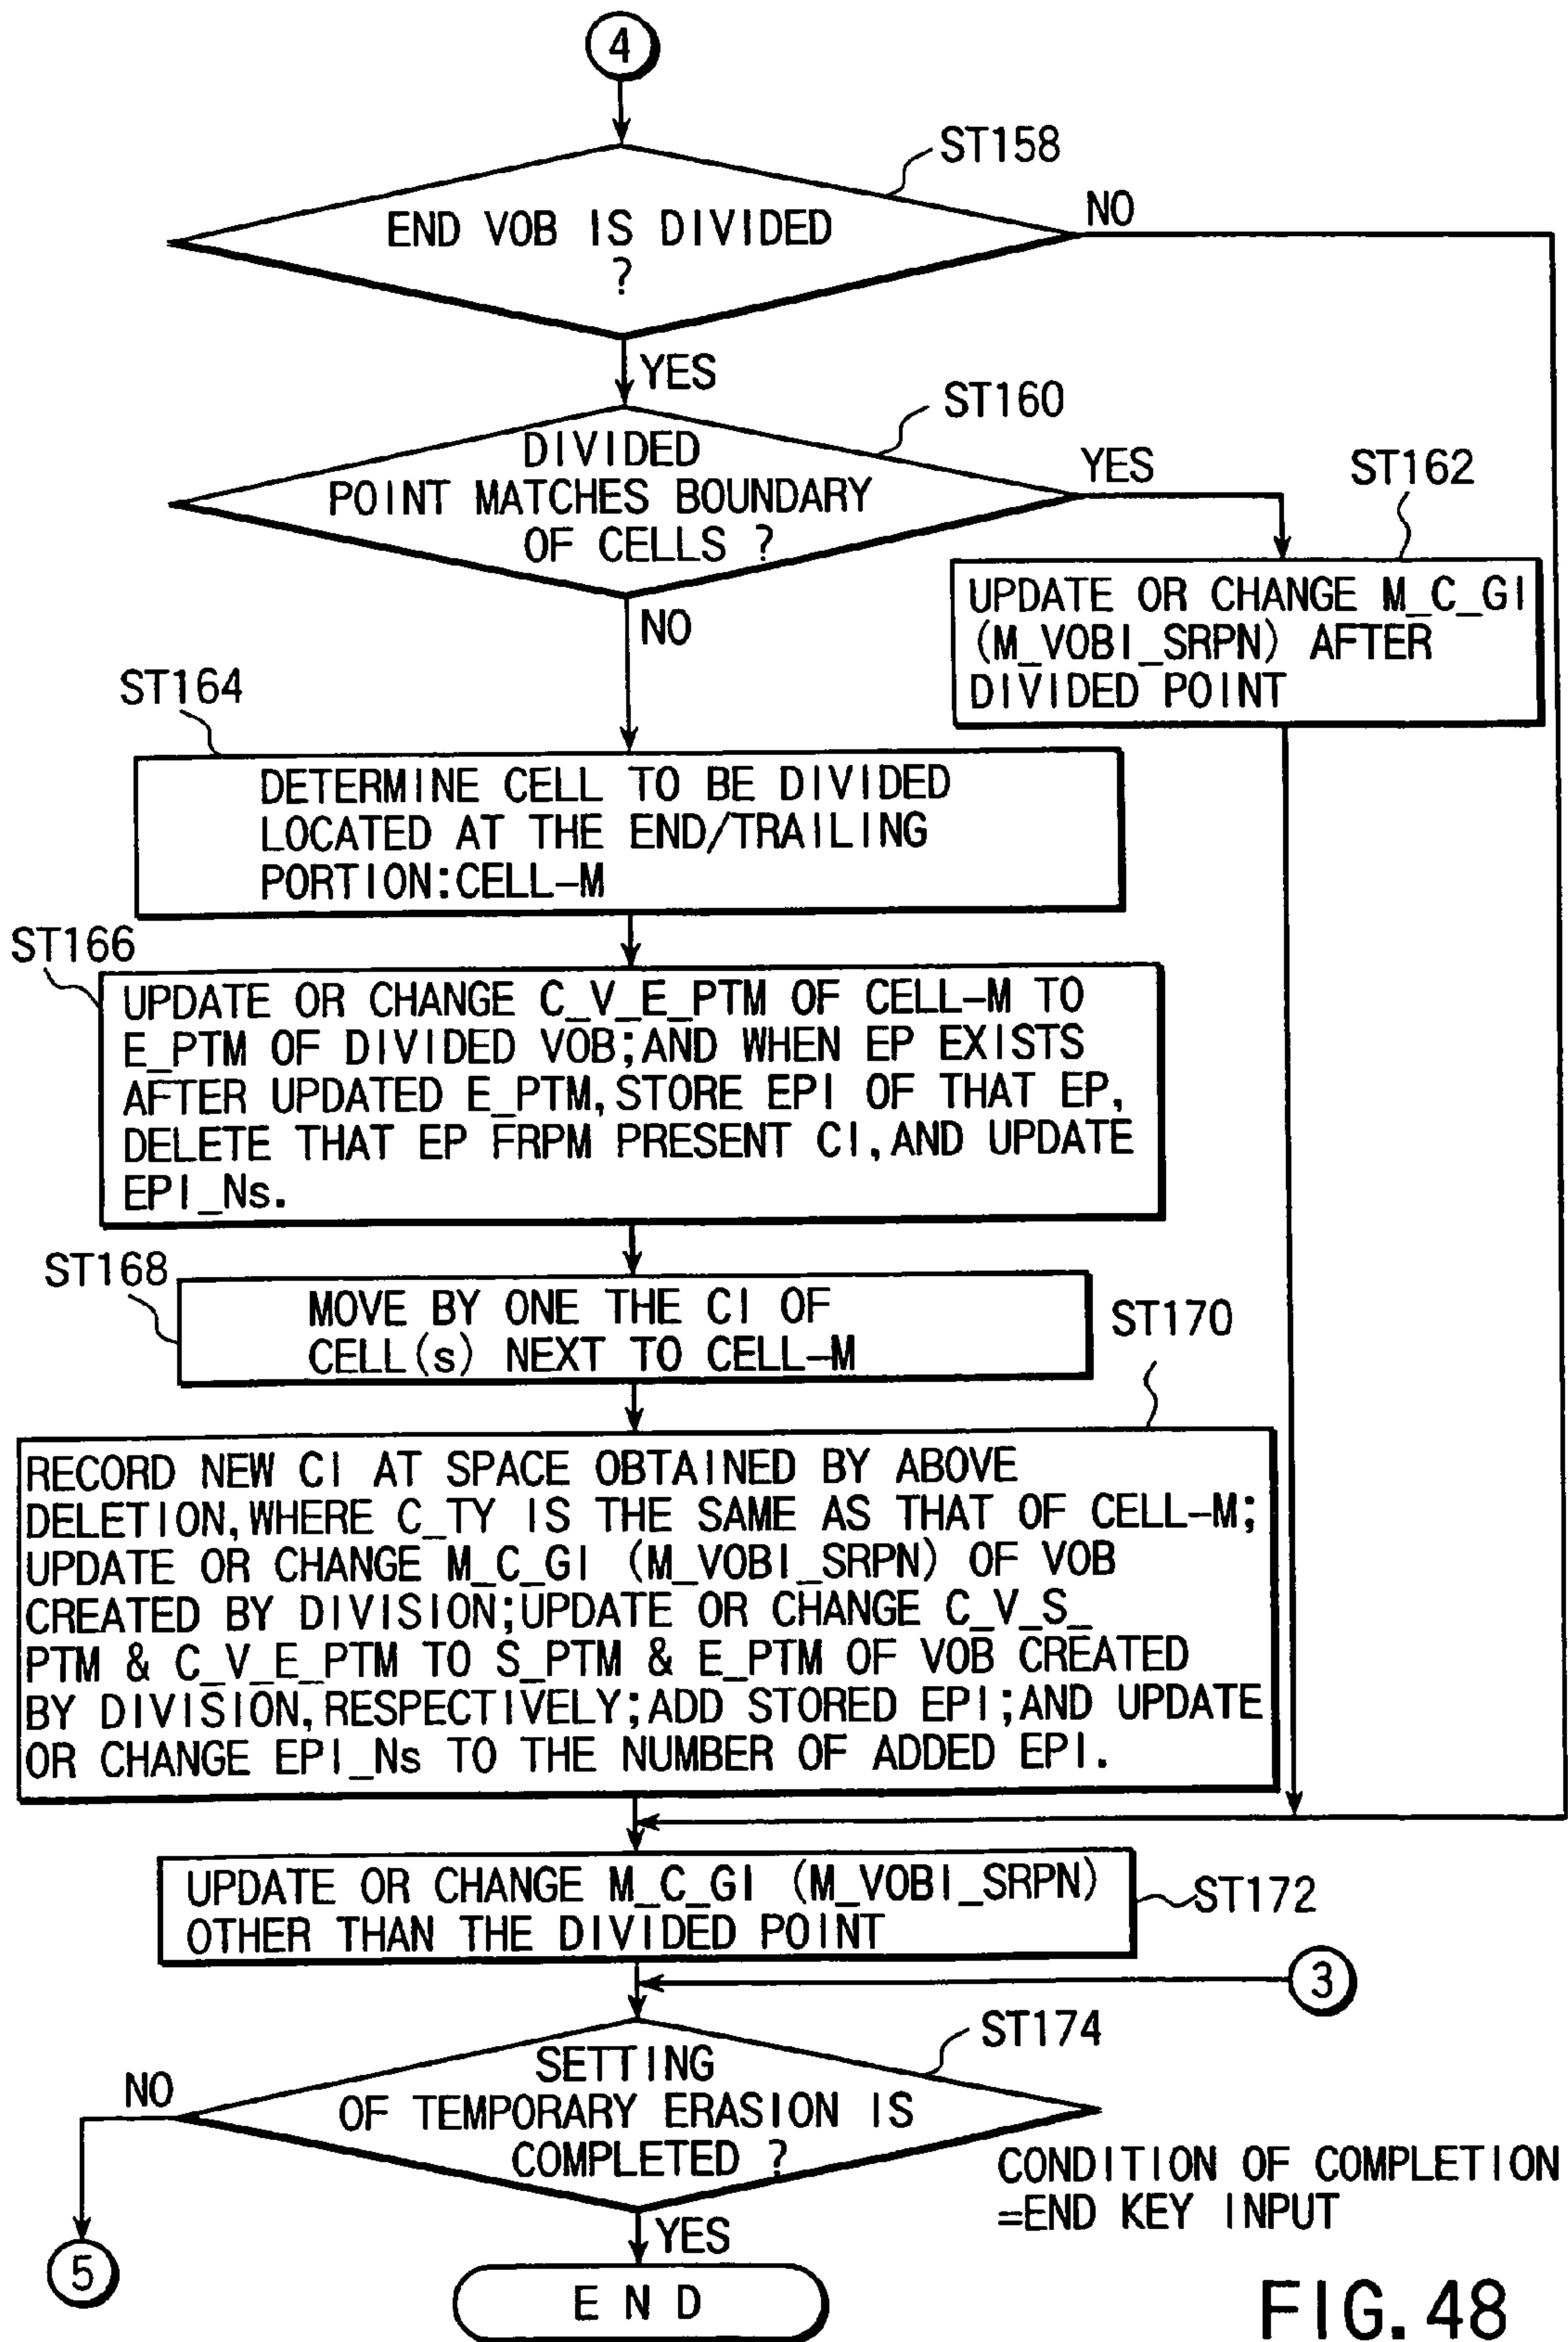 4
ST158
END VOB IS DIVIDED
?
NO
YES
ST160
DIVIDED
POINT MATCHES BOUNDARY
OF CELLS ?
YES
ST162
UPDATE OR CHANGE M_C_GI
(M_VOBI_SRPN) AFTER
DIVIDED POINT
NO
ST164
DETERMINE CELL TO BE DIVIDED
LOCATED AT THE END/TRAILING
PORTION:CELL-M
ST166
UPDATE OR CHANGE C_V_E_PTM OF CELL-M TO
E_PTM OF DIVIDED VOB;AND WHEN EP EXISTS
AFTER UPDATED E_PTM,STORE EPI OF THAT EP,
DELETE THAT EP FRPM PRESENT CI,AND UPDATE
EPI_Ns.
ST168
MOVE BY ONE THE CI OF
CELL(s) NEXT TO CELL-M
ST170
RECORD NEW CI AT SPACE OBTAINED BY ABOVE
DELETION,WHERE C_TY IS THE SAME AS THAT OF CELL-M;
UPDATE OR CHANGE M_C_GI (M_VOBI_SRPN) OF VOB
CREATED BY DIVISION;UPDATE OR CHANGE C_V_S_
PTM & C_V_E_PTM TO S_PTM & E_PTM OF VOB CREATED
BY DIVISION,RESPECTIVELY;ADD STORED EPI;AND UPDATE
OR CHANGE EPI_Ns TO THE NUMBER OF ADDED EPI.
UPDATE OR CHANGE M_C_GI (M_VOBI_SRPN)
OTHER THAN THE DIVIDED POINT
ST172
3
ST174
SETTING
OF TEMPORARY ERASION IS
COMPLETED ?
NO
CONDITION OF COMPLETION
=END KEY INPUT
YES
5
END
FIG. 48